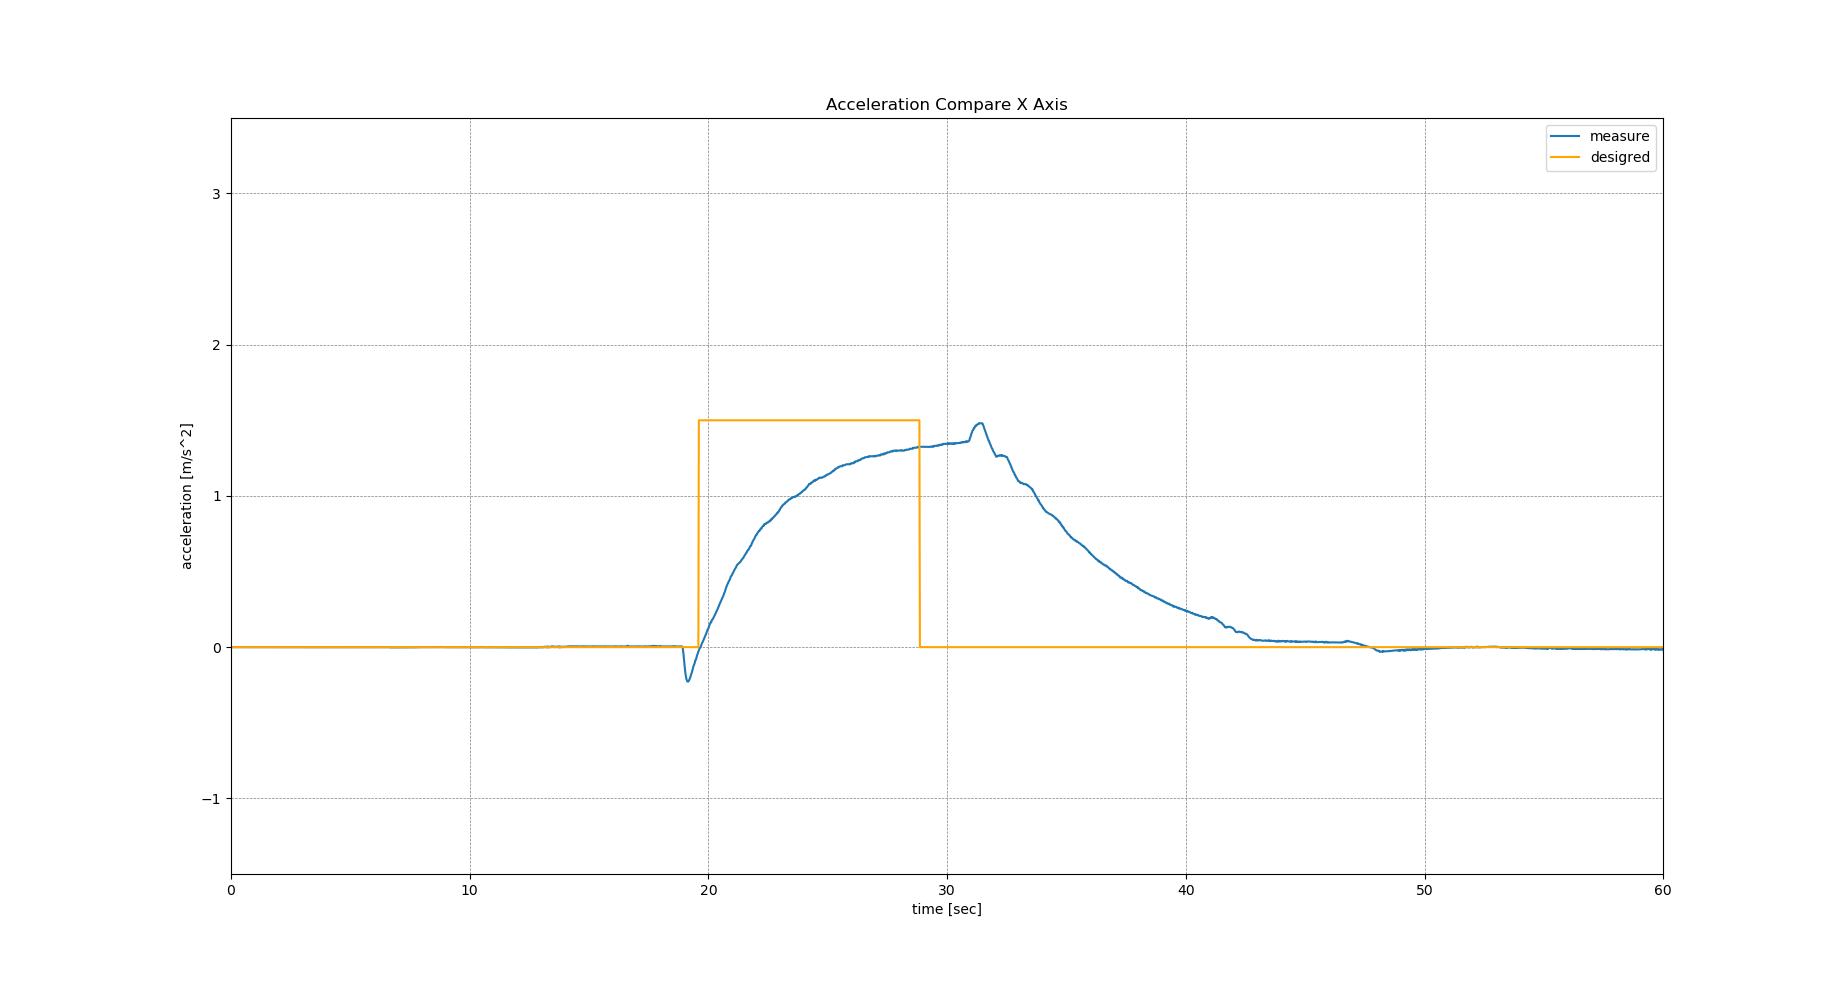 Acceleration Compare X Axis
measure
desigred
3
2
1
0
−1
acceleration [m/s^2]
0 10 20 30 40 50 60
time [sec]